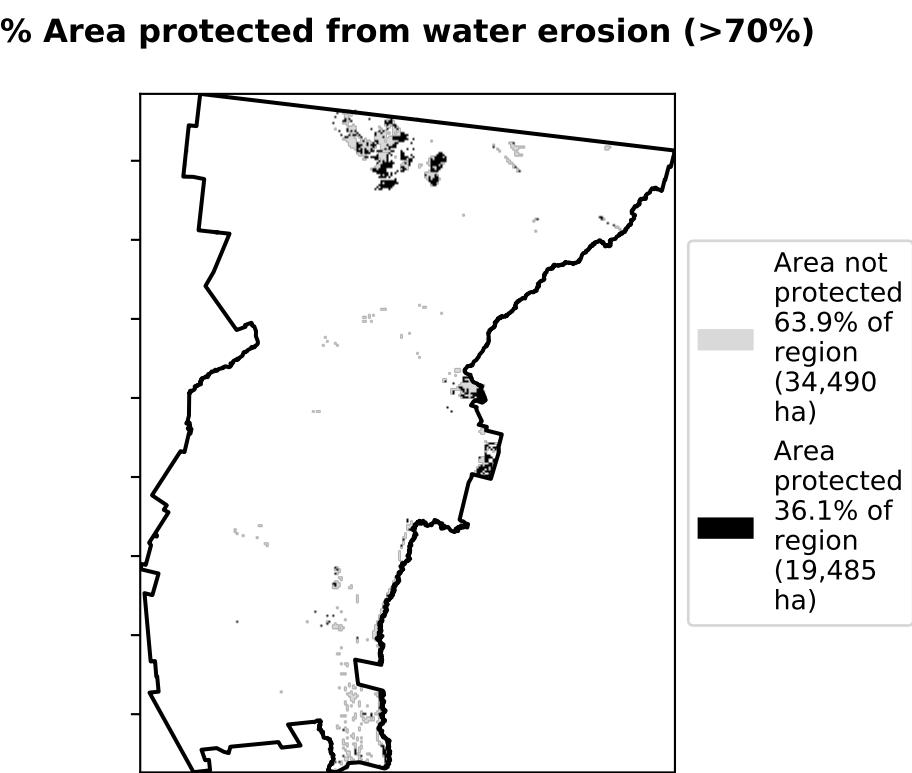 % Area protected from water erosion (>70%)
Area not
protected
63.9% of
region
(34,490
ha)
Area
protected
36.1% of
region
(19,485
ha)